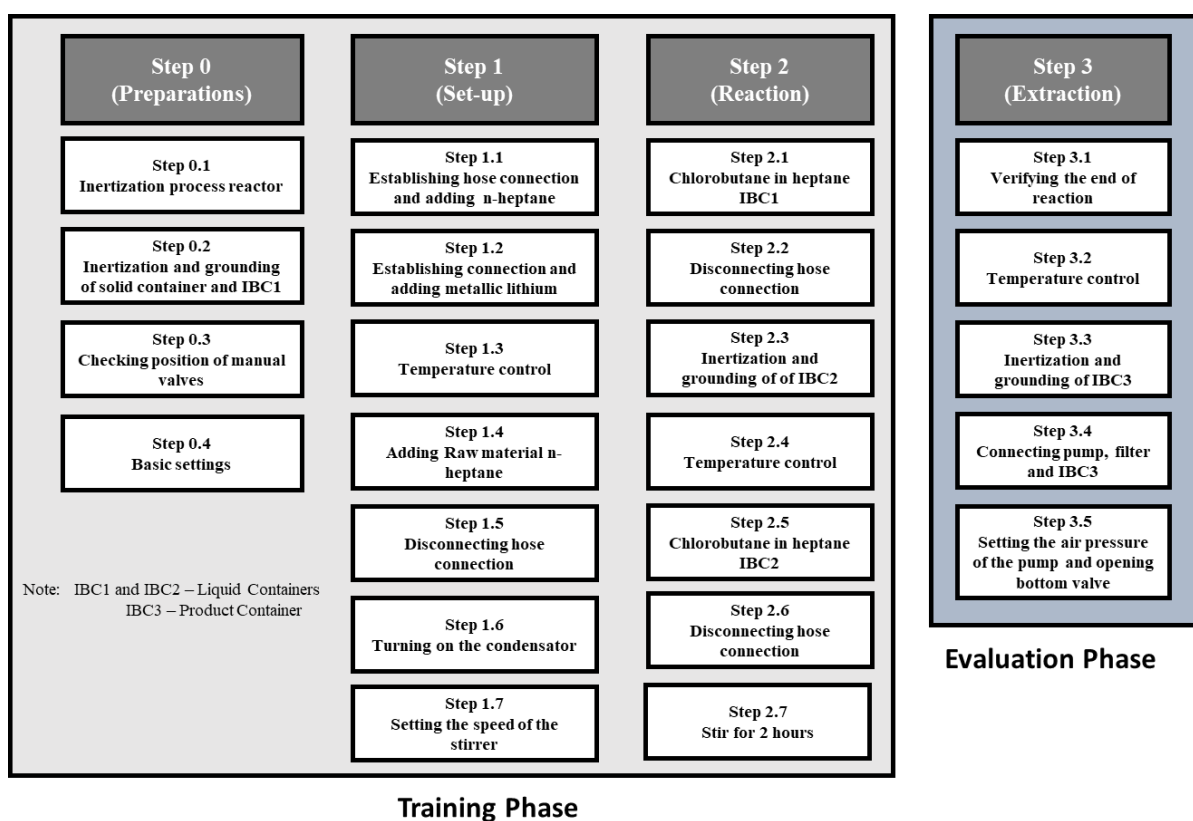 Step 0
(Preparations)
Step 0.1
Inertization process reactor
Step 0.2
Inertization and grounding
of solid container and IBC1
Step 0.3
Checking position of manual
valves
Step 0.4
Basic settings
Note: IBC1 and IBC2 – Liquid Containers
IBC3 – Product Container
Step 1
(Set-up)
Step 1.1
Establishing hose connection
and adding n-heptane
Step 1.2
Establishing connection and
adding metallic lithium
Step 1.3
Temperature control
Step 1.4
Adding Raw material n-
heptane
Step 1.5
Disconnecting hose
connection
Step 1.6
Turning on the condensator
Step 1.7
Setting the speed of the
stirrer
Step 2
(Reaction)
Step 2.1
Chlorobutane in heptane
IBC1
Step 2.2
Disconnecting hose
connection
Step 2.3
Inertization and
grounding of of IBC2
Step 2.4
Temperature control
Step 2.5
Chlorobutane in heptane
IBC2
Step 2.6
Disconnecting hose
connection
Step 2.7
Stir for 2 hours
Training Phase
Step 3
(Extraction)
Step 3.1
Verifying the end of
reaction
Step 3.2
Temperature control
Step 3.3
Inertization and
grounding of IBC3
Step 3.4
Connecting pump, filter
and IBC3
Step 3.5
Setting the air pressure
of the pump and opening
bottom valve
Evaluation Phase